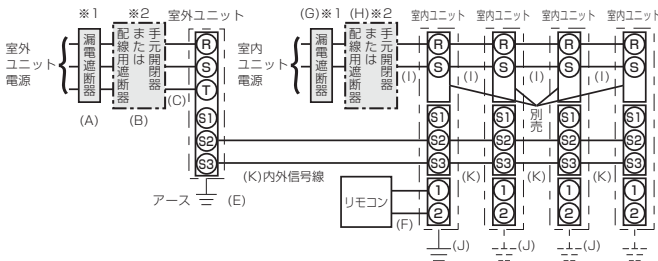 ※1
※2
室外ユニット
(G)※1
(H)※2
室内ユニット
室内ユニット
室内ユニット
室内ユニット
室外
ユニット
電源
漏電遮断器
手元開閉器
または
配線用遮断器
R
S
T
S1
S2
S3
(A)
(B)
(C)
アース
(E)
室内
ユニット
電源
漏電遮断器
手元開閉器
または
配線用遮断器
(I)
(I)
(I)
(I)
別売
(K)内外信号線
(K)
(K)
(K)
リモコン
(F)
R
S
S1
S2
S3
1
2
(J)
R
S
S1
S2
S3
1
2
(J)
R
S
S1
S2
S3
1
2
(J)
R
S
S1
S2
S3
1
2